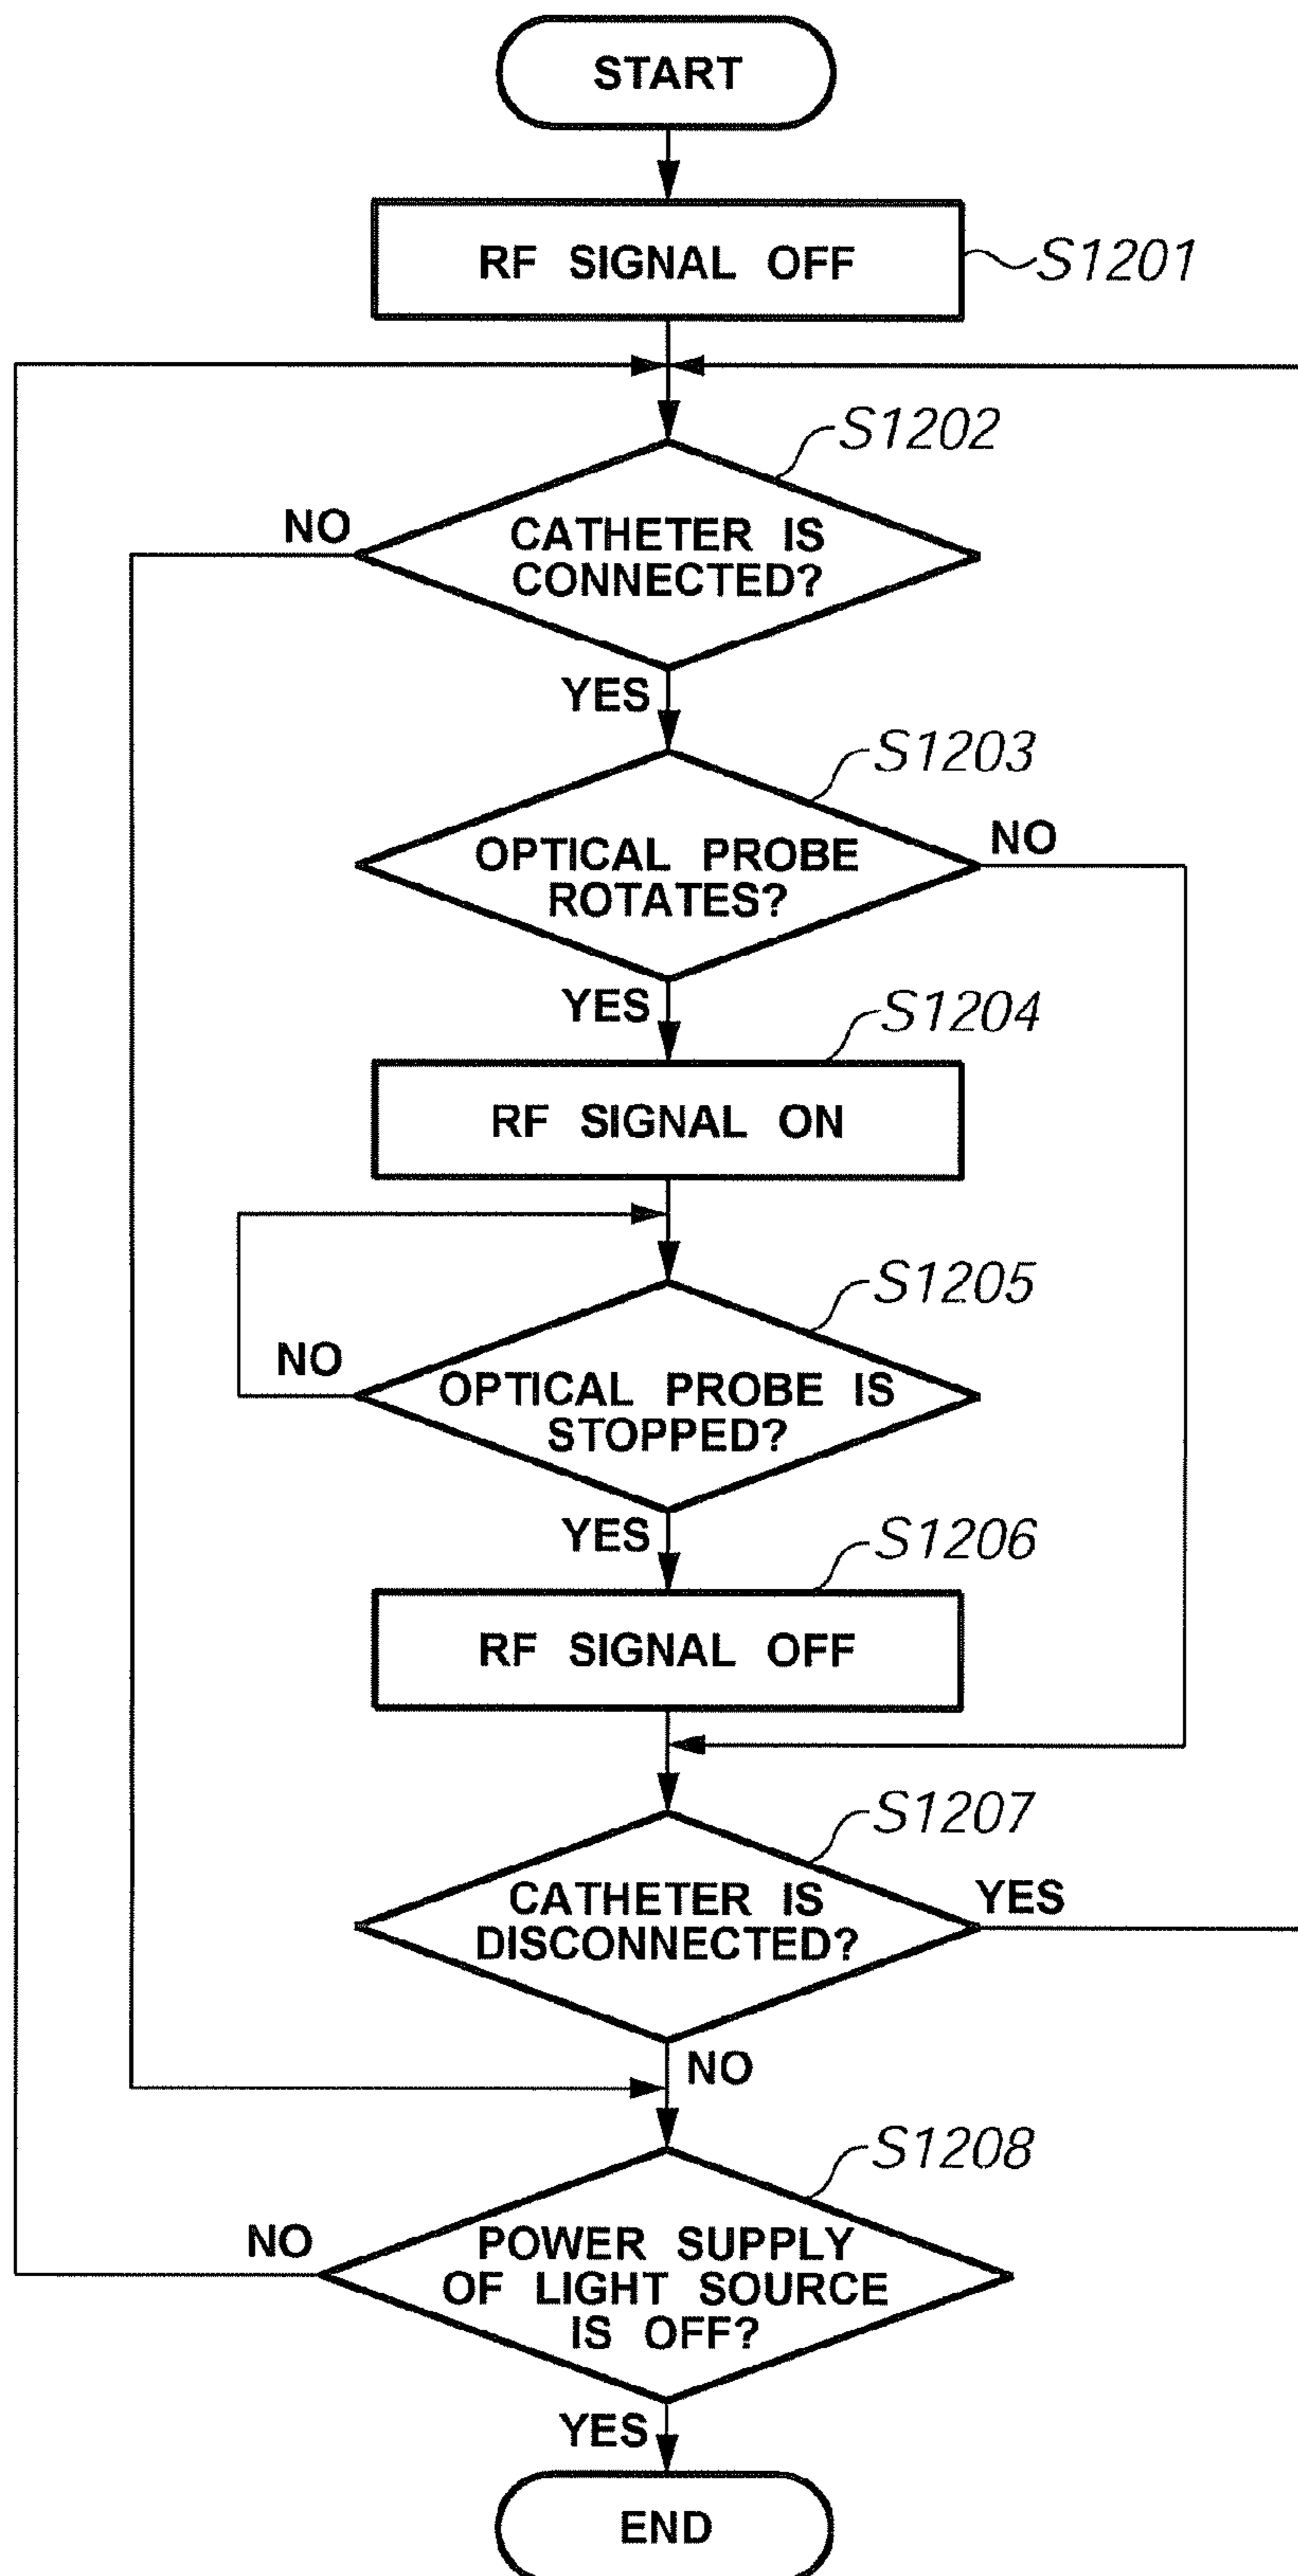 START
RF SIGNAL OFF
S1201
S1202
NO
CATHETER IS
CONNECTED?
YES
S1203
OPTICAL PROBE
ROTATES?
NO
YES
S1204
RF SIGNAL ON
S1205
NO
OPTICAL PROBE IS
STOPPED?
YES
S1206
RF SIGNAL OFF
S1207
CATHETER IS
DISCONNECTED?
YES
NO
S1208
NO
POWER SUPPLY
OF LIGHT SOURCE
IS OFF?
YES
END